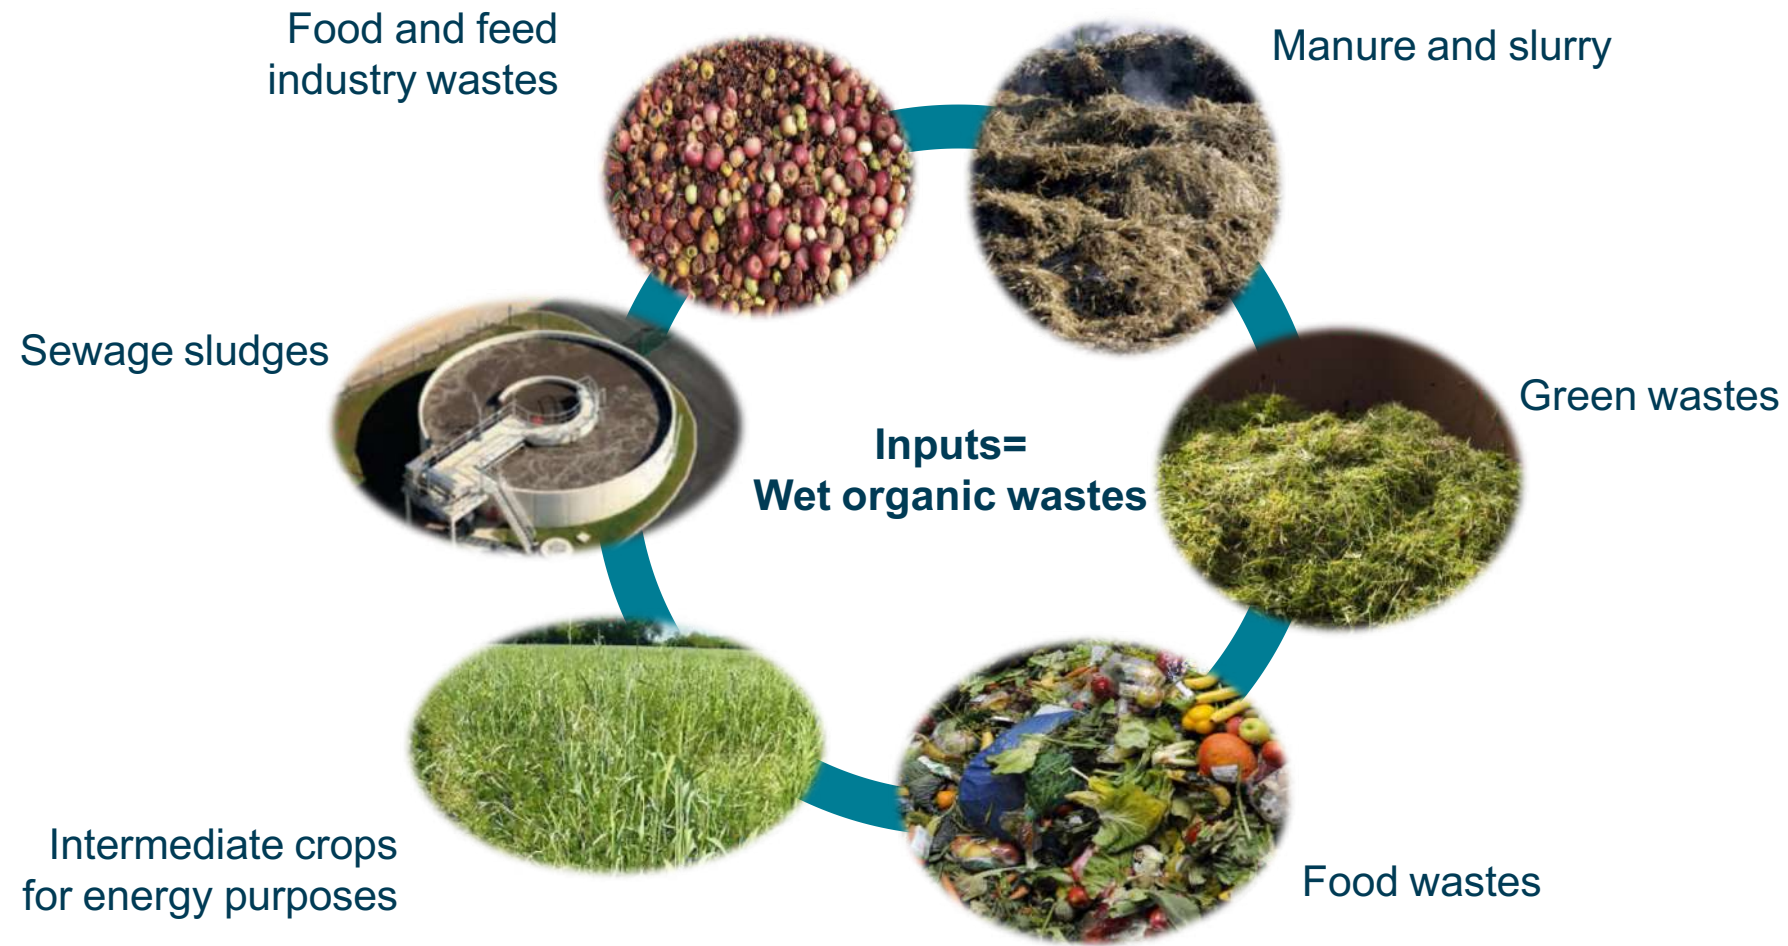 Food and feed
industry wastes
Manure and slurry
Sewage sludges
Green wastes
Inputs=
Wet organic wastes
Intermediate crops
for energy purposes
Food wastes